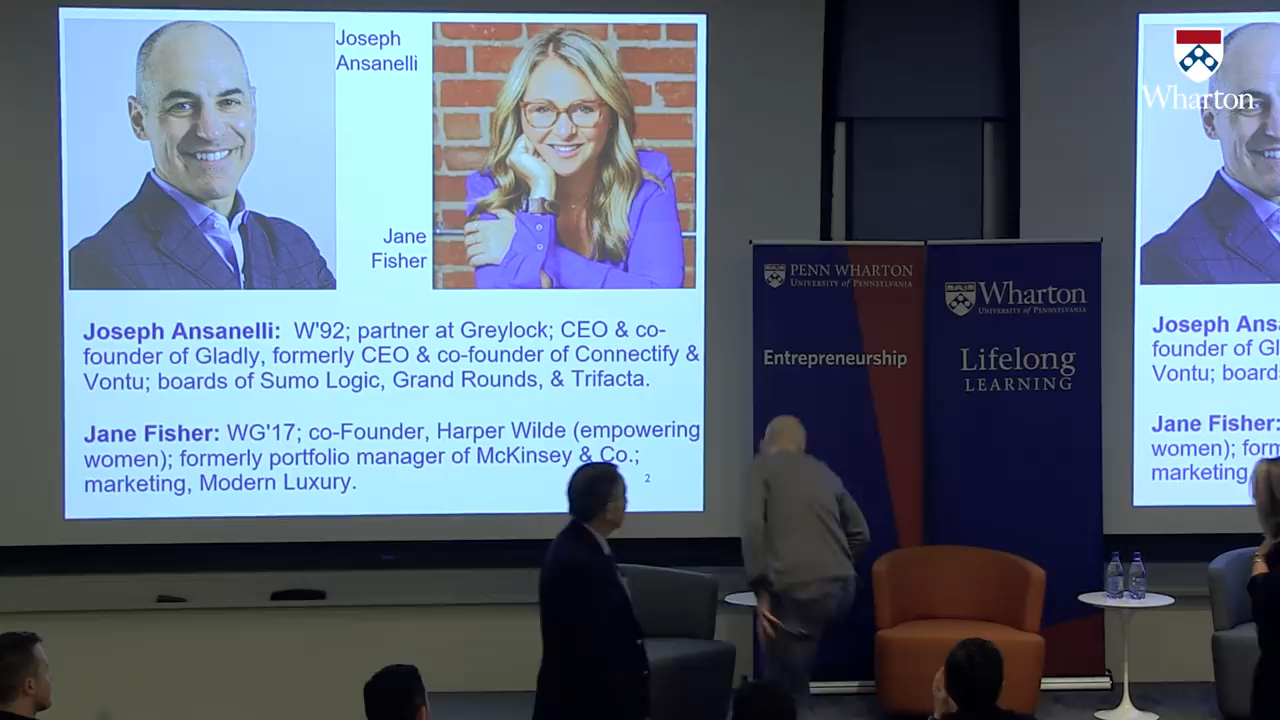 Joseph
Ansanelli
Jane
Fisher
Joseph Ansanelli:  W'92; partner at Greylock; CEO & co-
founder of Gladly, formerly CEO & co-founder of Connectify &
Vontu; boards of Sumo Logic, Grand Rounds, & Trifacta.
Jane Fisher: WG'17; co-Founder, Harper Wilde (empowering
women); formerly portfolio manager of McKinsey & Co.;
marketing, Modern Luxury.
2
PENN WHARTON
UNIVERSITY OF PENNSYLVANIA
Entrepreneurship
Wharton
UNIVERSITY OF PENNSYLVANIA
Lifelong
LEARNING
Wharton
Joseph Ansa
founder of Gl
Vontu; board
Jane Fisher:
women); form
marketing